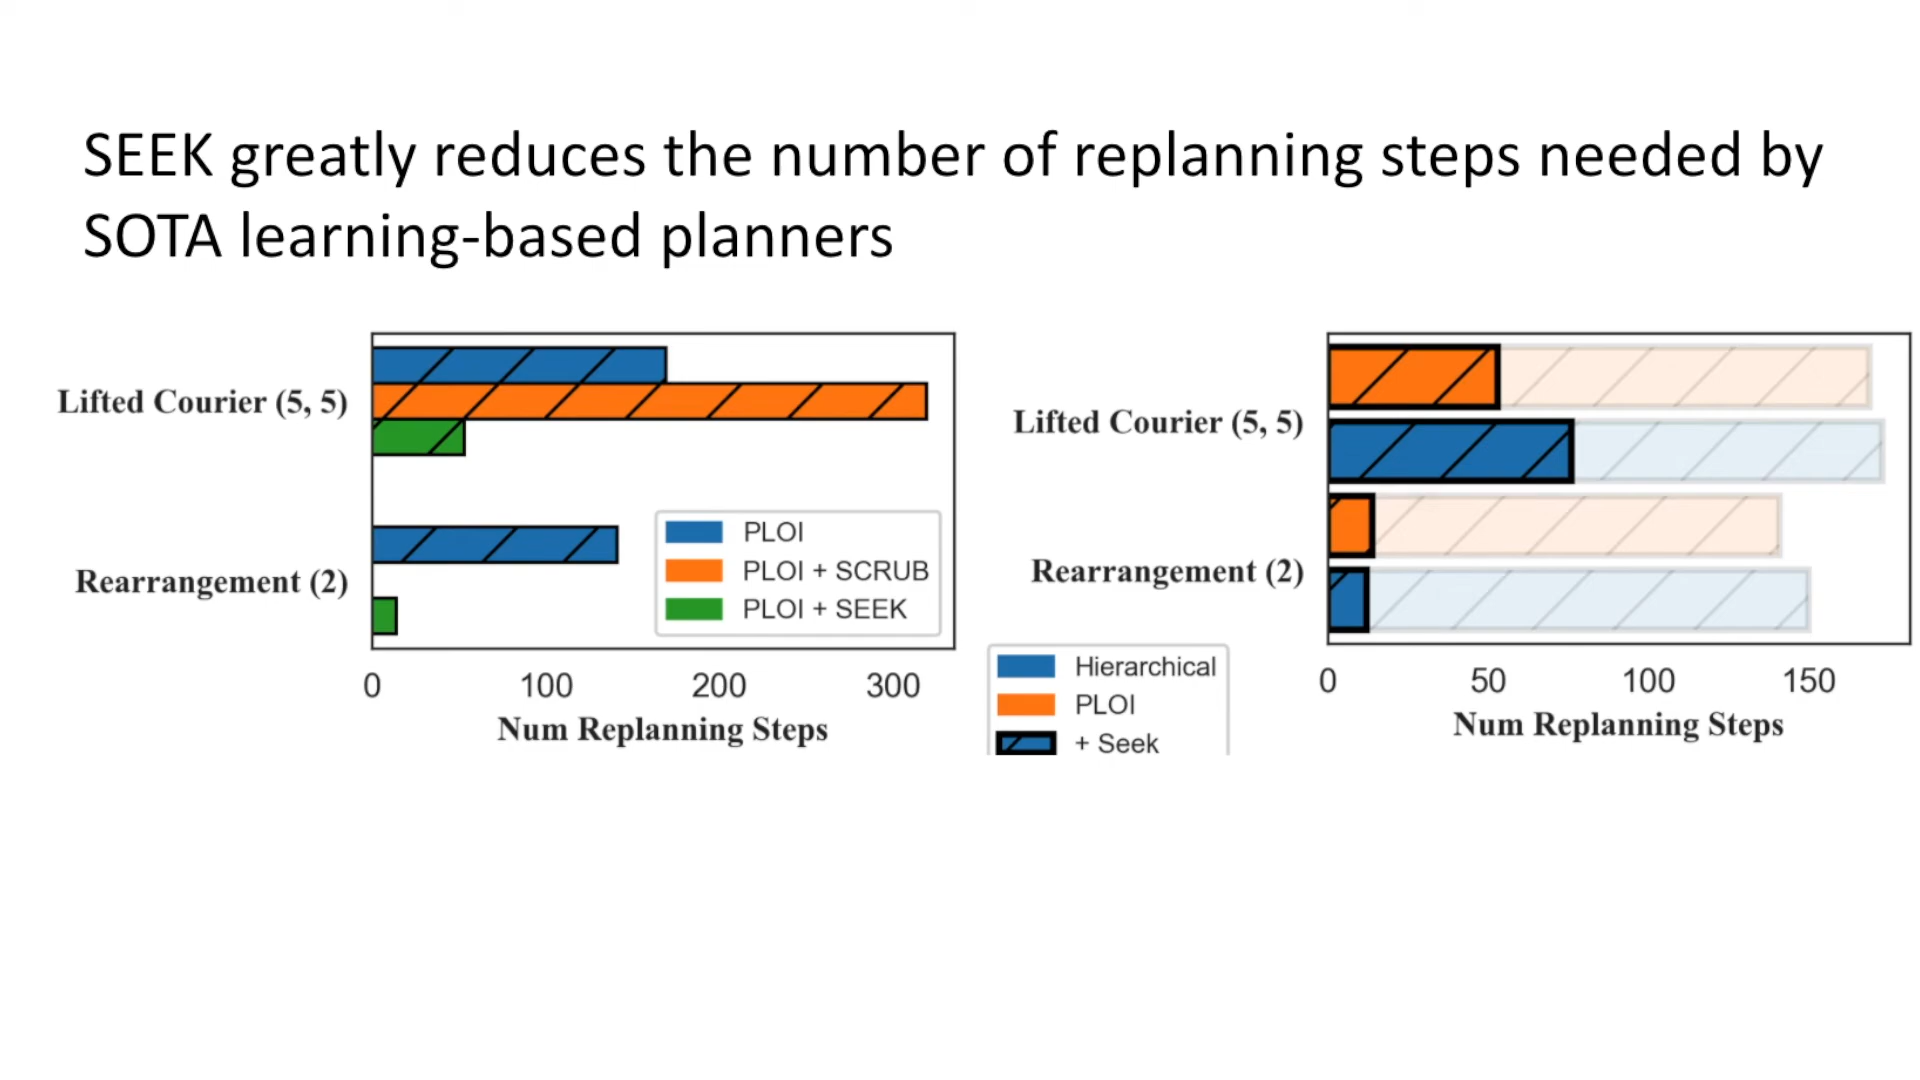 SEEK greatly reduces the number of replanning steps needed by
SOTA learning-based planners
Lifted Courier (5, 5)
Rearrangement (2)
PLOI
PLOI + SCRUB
PLOI + SEEK
0 100 200 300
Num Replanning Steps
Lifted Courier (5, 5)
Rearrangement (2)
Hierarchical
PLOI
+ Seek
0 50 100 150
Num Replanning Steps